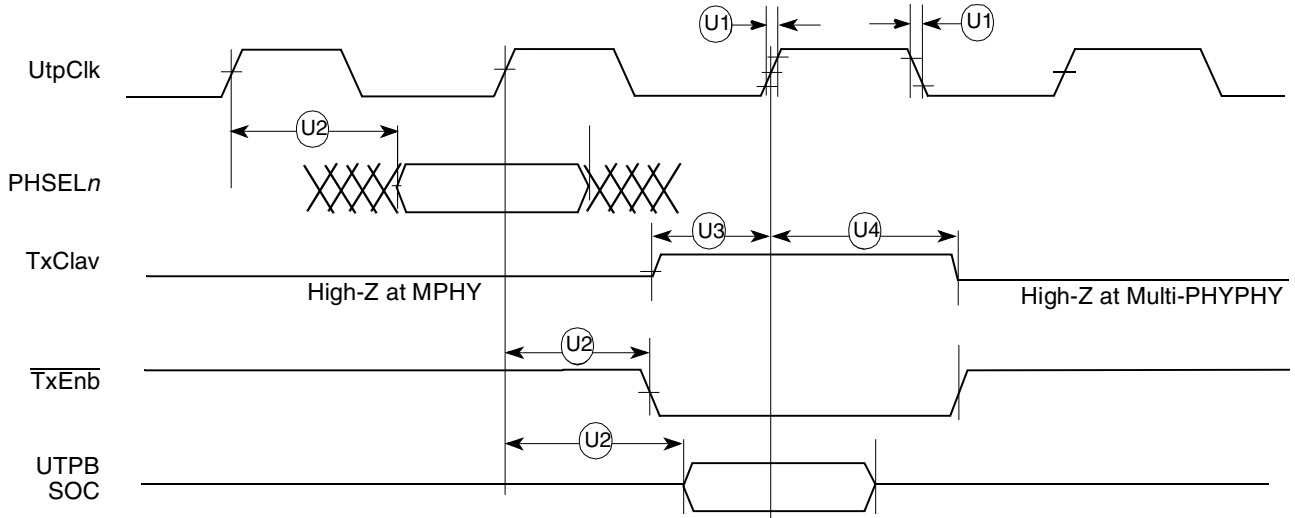 U1
U1
UtpClk
U2
PHSELn
U3
U4
TxClav
High-Z at MPHY
High-Z at Multi-PHYPHY
U2
TxEnb
U2
UTPB
SOC